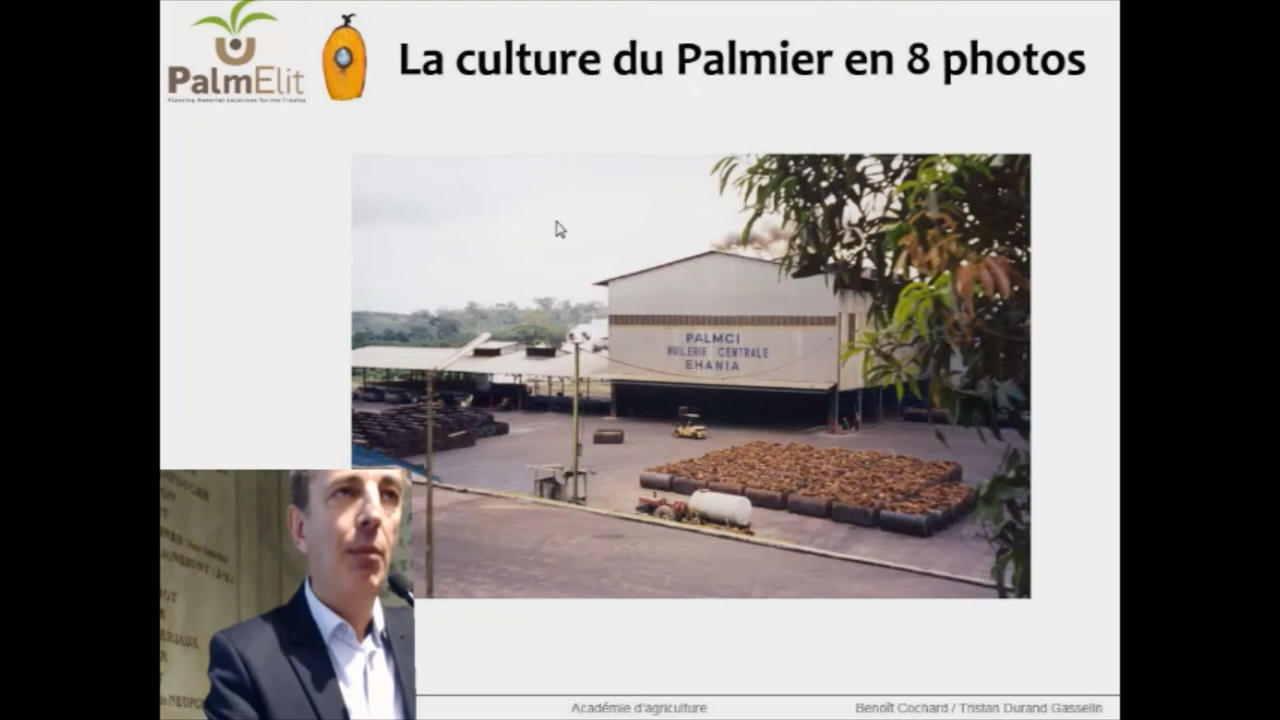 PalmElit
Planting Material Solutions for the Tropics
La culture du Palmier en 8 photos
PALMCI
HUILERIE CENTRALE
EHANIA
Académie d'agriculture
Benoît Cochard / Tristan Durand Gasselin